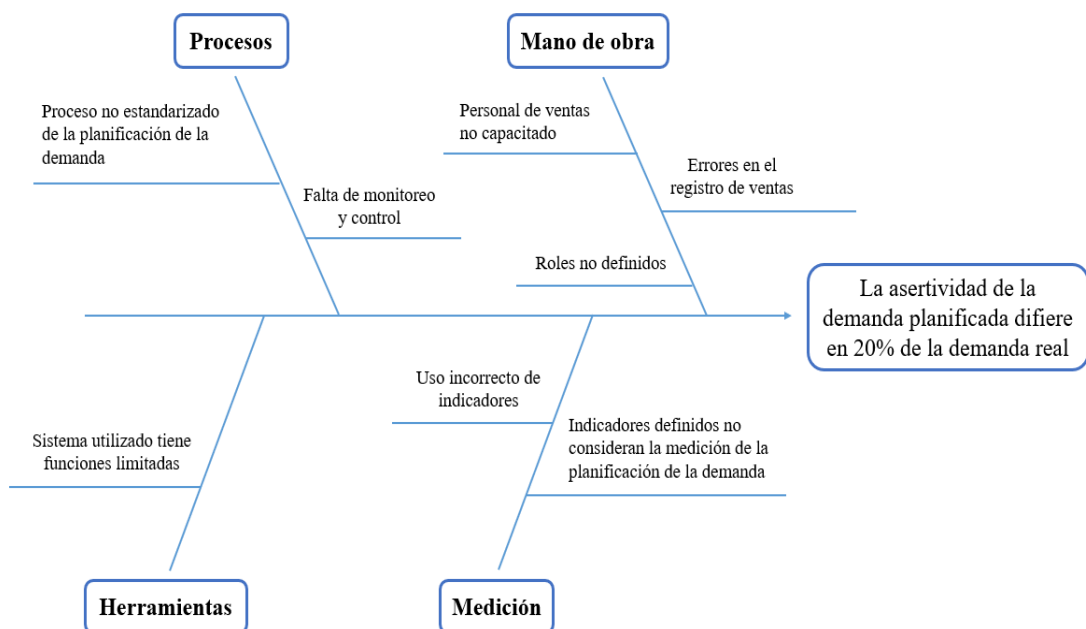 Procesos
Mano de obra
Proceso no estandarizado
de la planificación de la
demanda
Falta de monitoreo
y control
Personal de ventas
no capacitado
Errores en el
registro de ventas
Roles no definidos
La asertividad de la
demanda planificada difiere
en 20% de la demanda real
Uso incorrecto de
indicadores
Sistema utilizado tiene
funciones limitadas
Indicadores definidos no
consideran la medición de la
planificación de la demanda
Herramientas
Medición